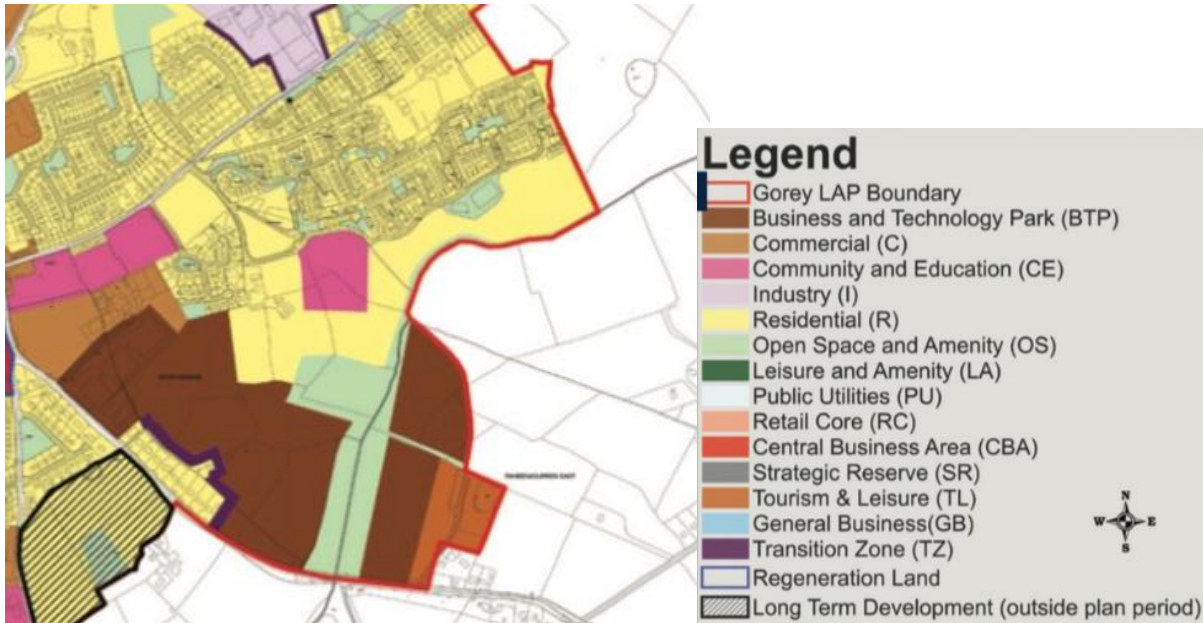 Legend
Gorey LAP Boundary
Business and Technology Park (BTP)
Commercial (C)
Community and Education (CE)
Industry (I)
Residential (R)
Open Space and Amenity (OS)
Leisure and Amenity (LA)
Public Utilities (PU)
Retail Core (RC)
Central Business Area (CBA)
Strategic Reserve (SR)
Tourism & Leisure (TL)
General Business(GB)
Transition Zone (TZ)
Regeneration Land
Long Term Development (outside plan period)
N
W E
S